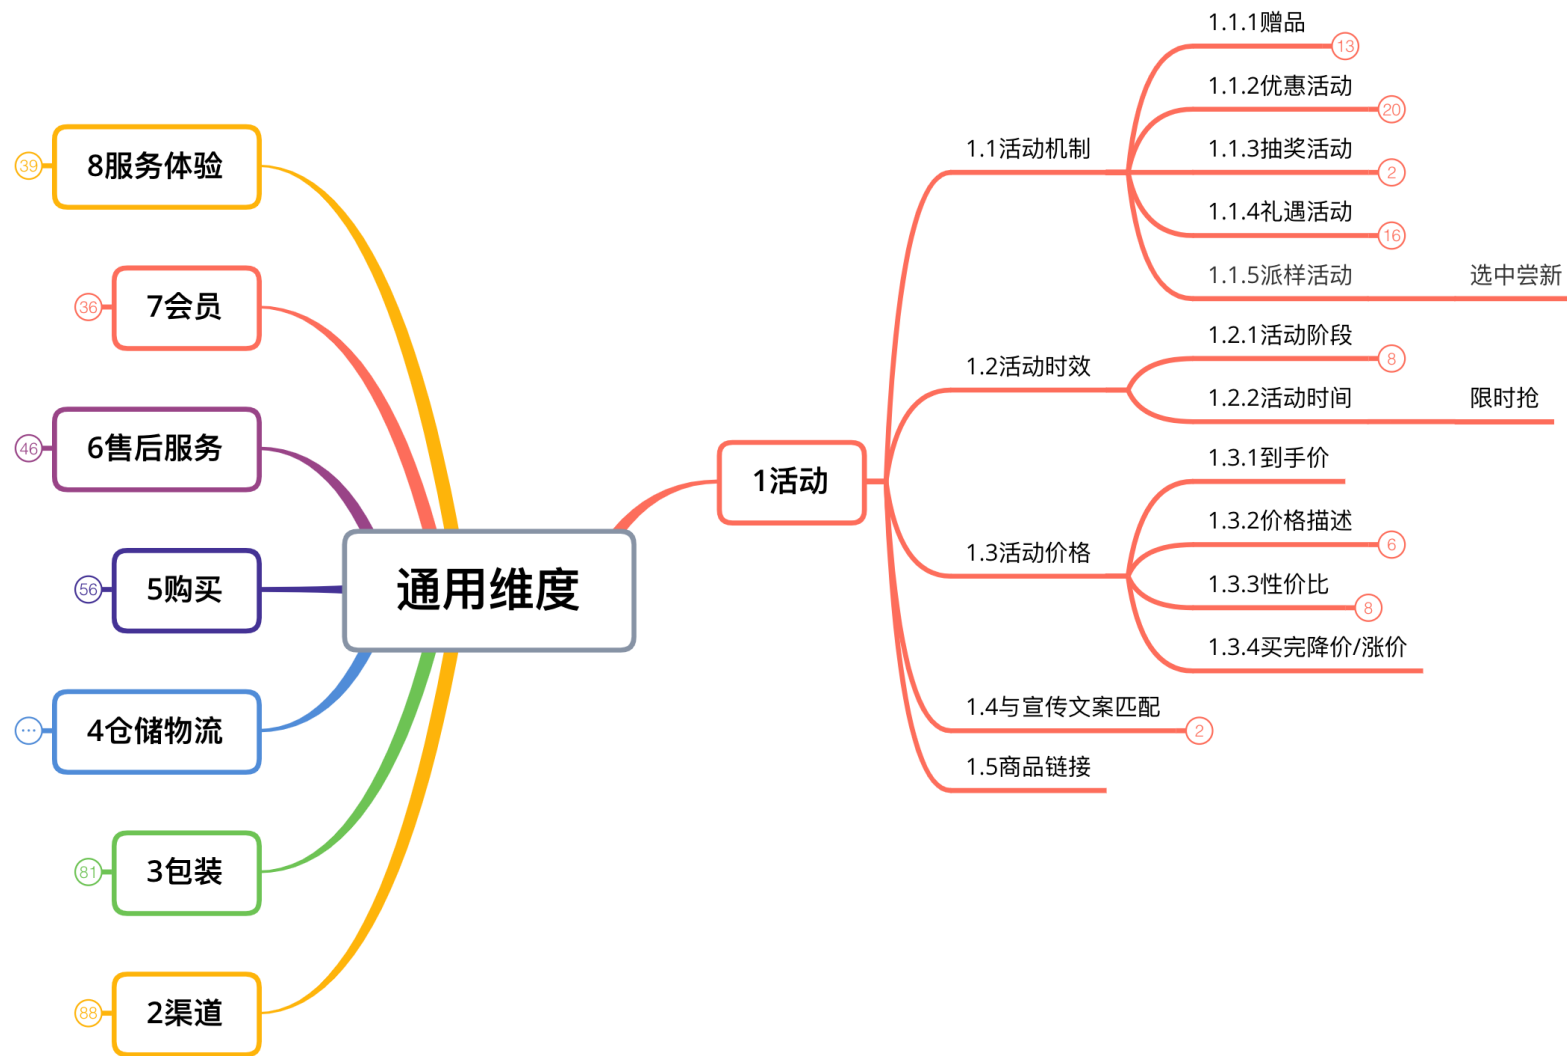 通用维度
1活动
1.1活动机制
1.1.1赠品
13
1.1.2优惠活动
20
1.1.3抽奖活动
2
1.1.4礼遇活动
16
1.1.5派样活动
选中尝新
1.2活动时效
1.2.1活动阶段
8
1.2.2活动时间
限时抢
1.3活动价格
1.3.1到手价
1.3.2价格描述
6
1.3.3性价比
8
1.3.4买完降价/涨价
1.4与宣传文案匹配
2
1.5商品链接
8服务体验
39
7会员
36
6售后服务
46
5购买
56
4仓储物流
...
3包装
81
2渠道
88